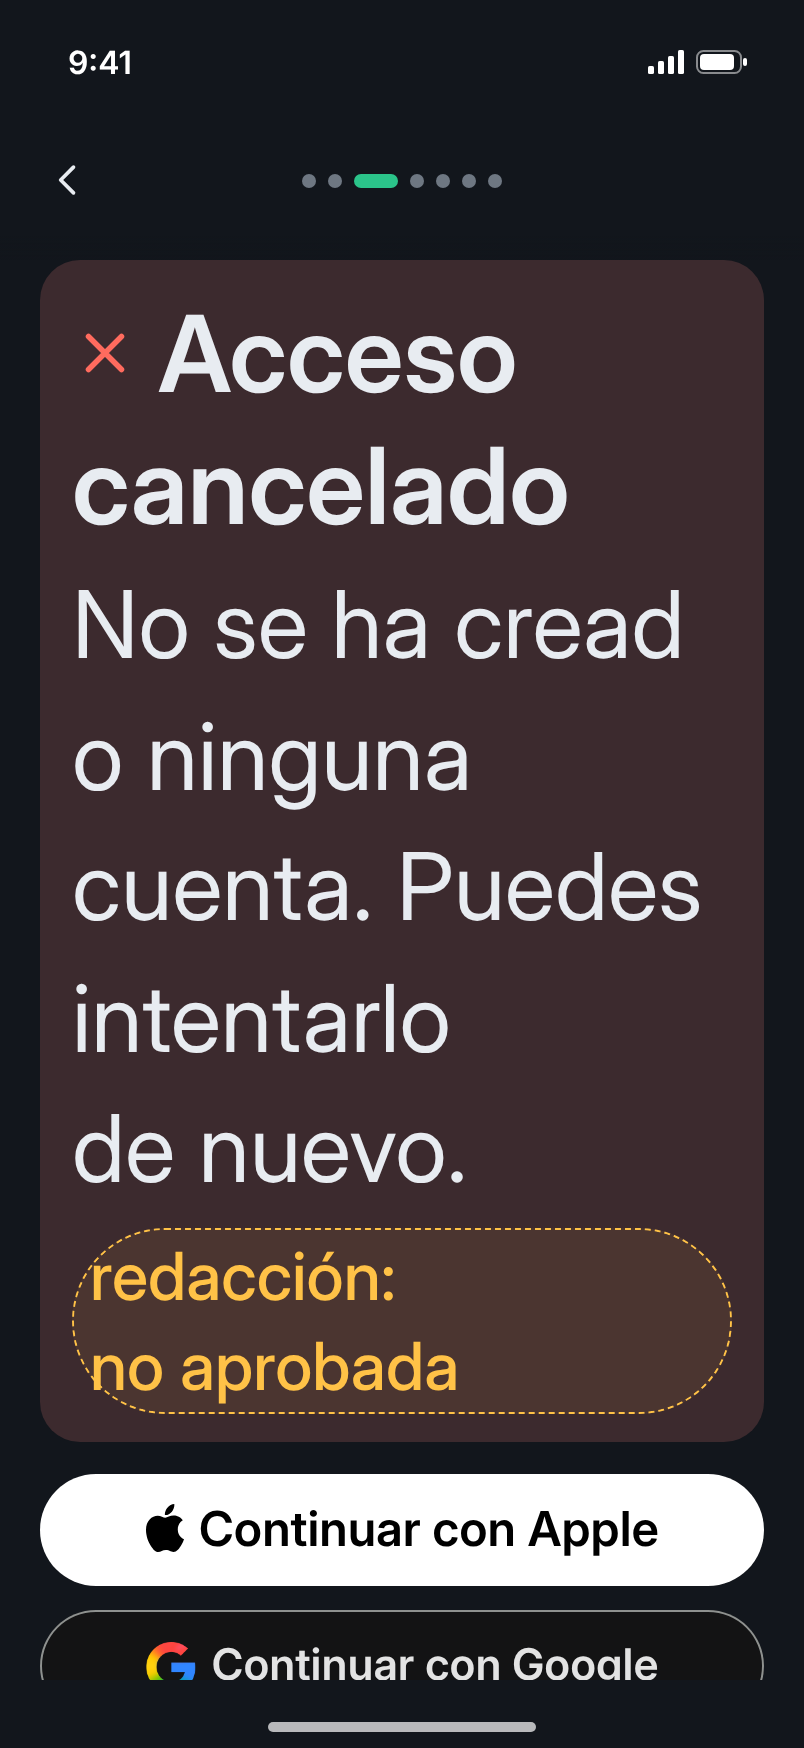 9:41
Acceso
cancelado
No se ha cread
o ninguna
cuenta. Puedes
intentarlo
de nuevo.
redacción:
no aprobada
Continuar con Apple
Continuar con Google